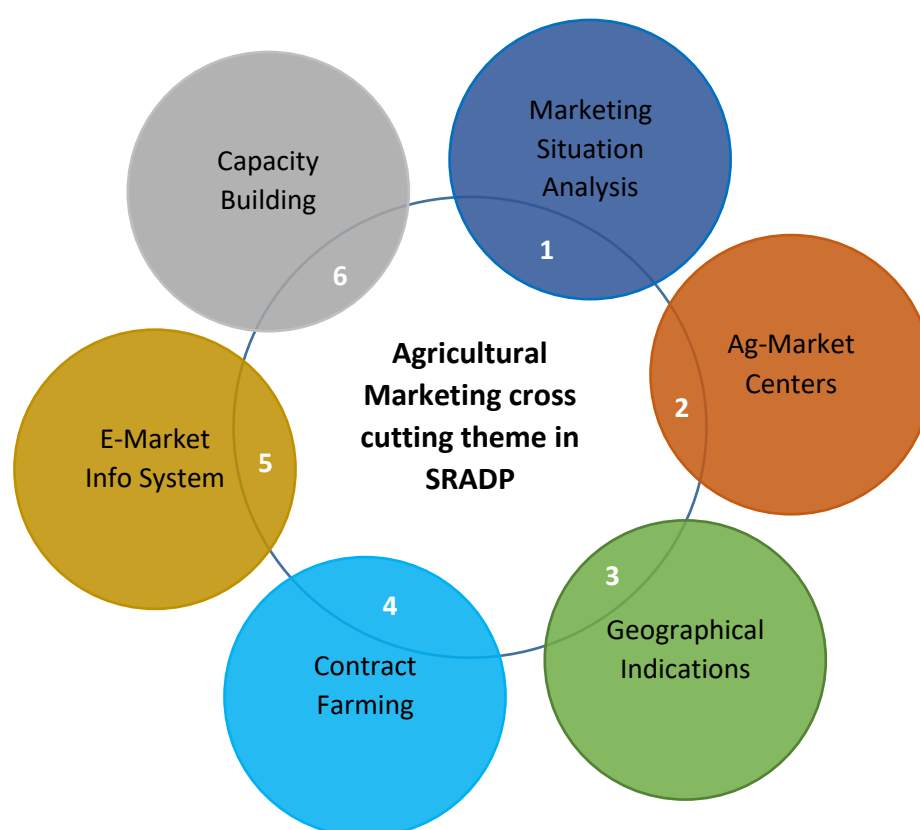 Marketing
Situation
Analysis
1
Ag-Market
Centers
2
Geographical
Indications
3
Contract
Farming
4
E-Market
Info System
5
Capacity
Building
6
Agricultural
Marketing cross
cutting theme in
SRADP